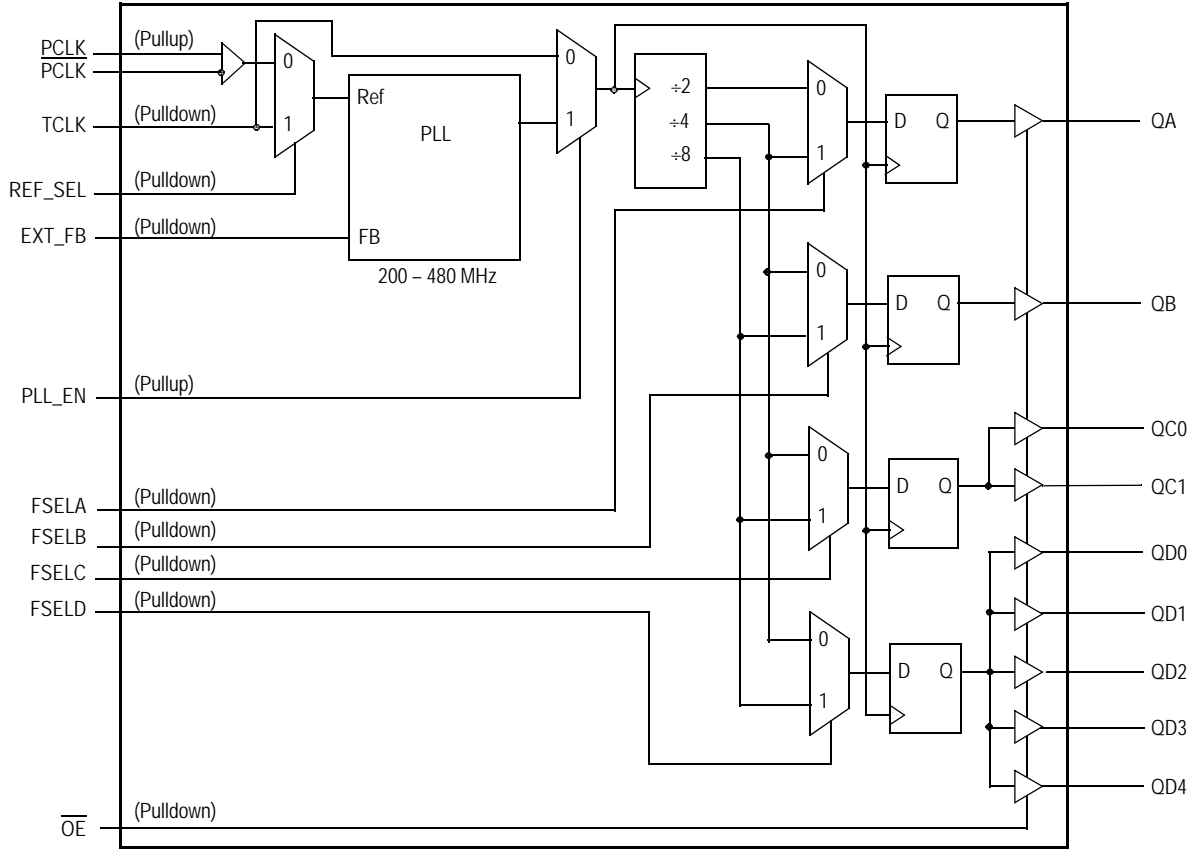 PCLK (Pullup)
P̅C̅L̅K̅
TCLK (Pulldown)
REF_SEL (Pulldown)
EXT_FB (Pulldown)
PLL_EN (Pullup)
FSELA (Pulldown)
FSELB (Pulldown)
FSELC (Pulldown)
FSELD (Pulldown)
O̅E̅ (Pulldown)
0
1
Ref
PLL
FB
200 – 480 MHz
0
1
÷2
÷4
÷8
0
1
D Q
QA
0
1
D Q
QB
0
1
D Q
QC0
QC1
0
1
D Q
QD0
QD1
QD2
QD3
QD4